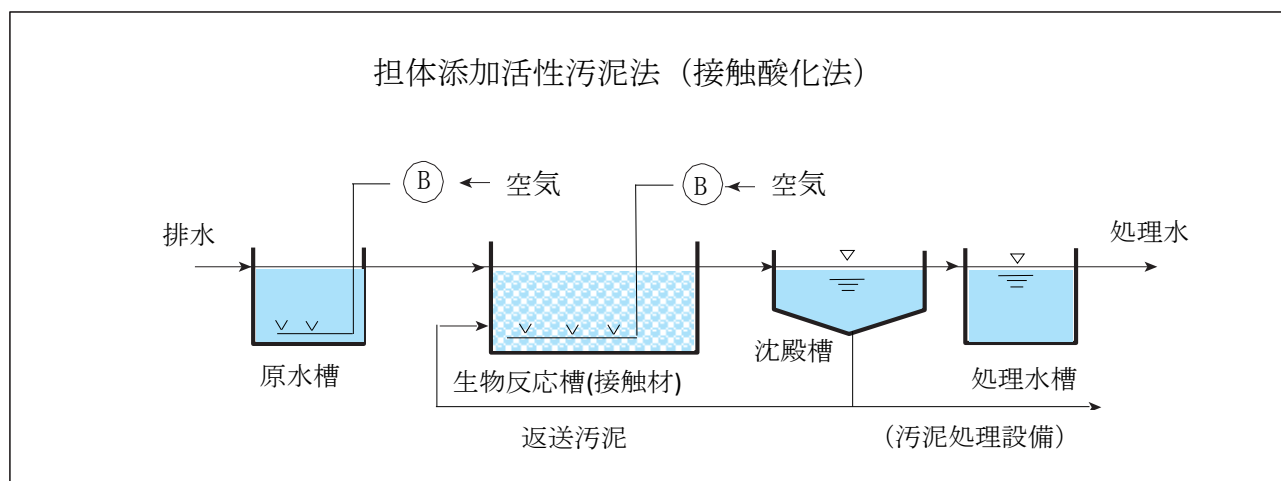 担体添加活性汚泥法（接触酸化法）
B
空気
B
空気
排水
処理水
原水槽
生物反応槽(接触材)
沈殿槽
処理水槽
返送汚泥
（汚泥処理設備）